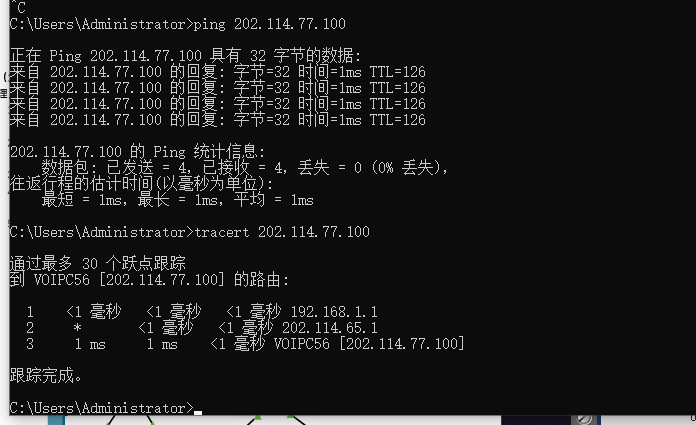 ^C
C:\Users\Administrator>ping 202.114.77.100
正在 Ping 202.114.77.100 具有 32 字节的数据:
来自 202.114.77.100 的回复: 字节=32 时间=1ms TTL=126
来自 202.114.77.100 的回复: 字节=32 时间=1ms TTL=126
来自 202.114.77.100 的回复: 字节=32 时间=1ms TTL=126
来自 202.114.77.100 的回复: 字节=32 时间=1ms TTL=126
202.114.77.100 的 Ping 统计信息:
数据包: 已发送 = 4，已接收 = 4，丢失 = 0 (0% 丢失)，
往返行程的估计时间(以毫秒为单位):
最短 = 1ms，最长 = 1ms，平均 = 1ms
C:\Users\Administrator>tracert 202.114.77.100
通过最多 30 个跃点跟踪
到 VOIPC56 [202.114.77.100] 的路由:
1 <1 毫秒 <1 毫秒 <1 毫秒 192.168.1.1
2 * <1 毫秒 <1 毫秒 202.114.65.1
3 1 ms 1 ms <1 毫秒 VOIPC56 [202.114.77.100]
跟踪完成。
C:\Users\Administrator>